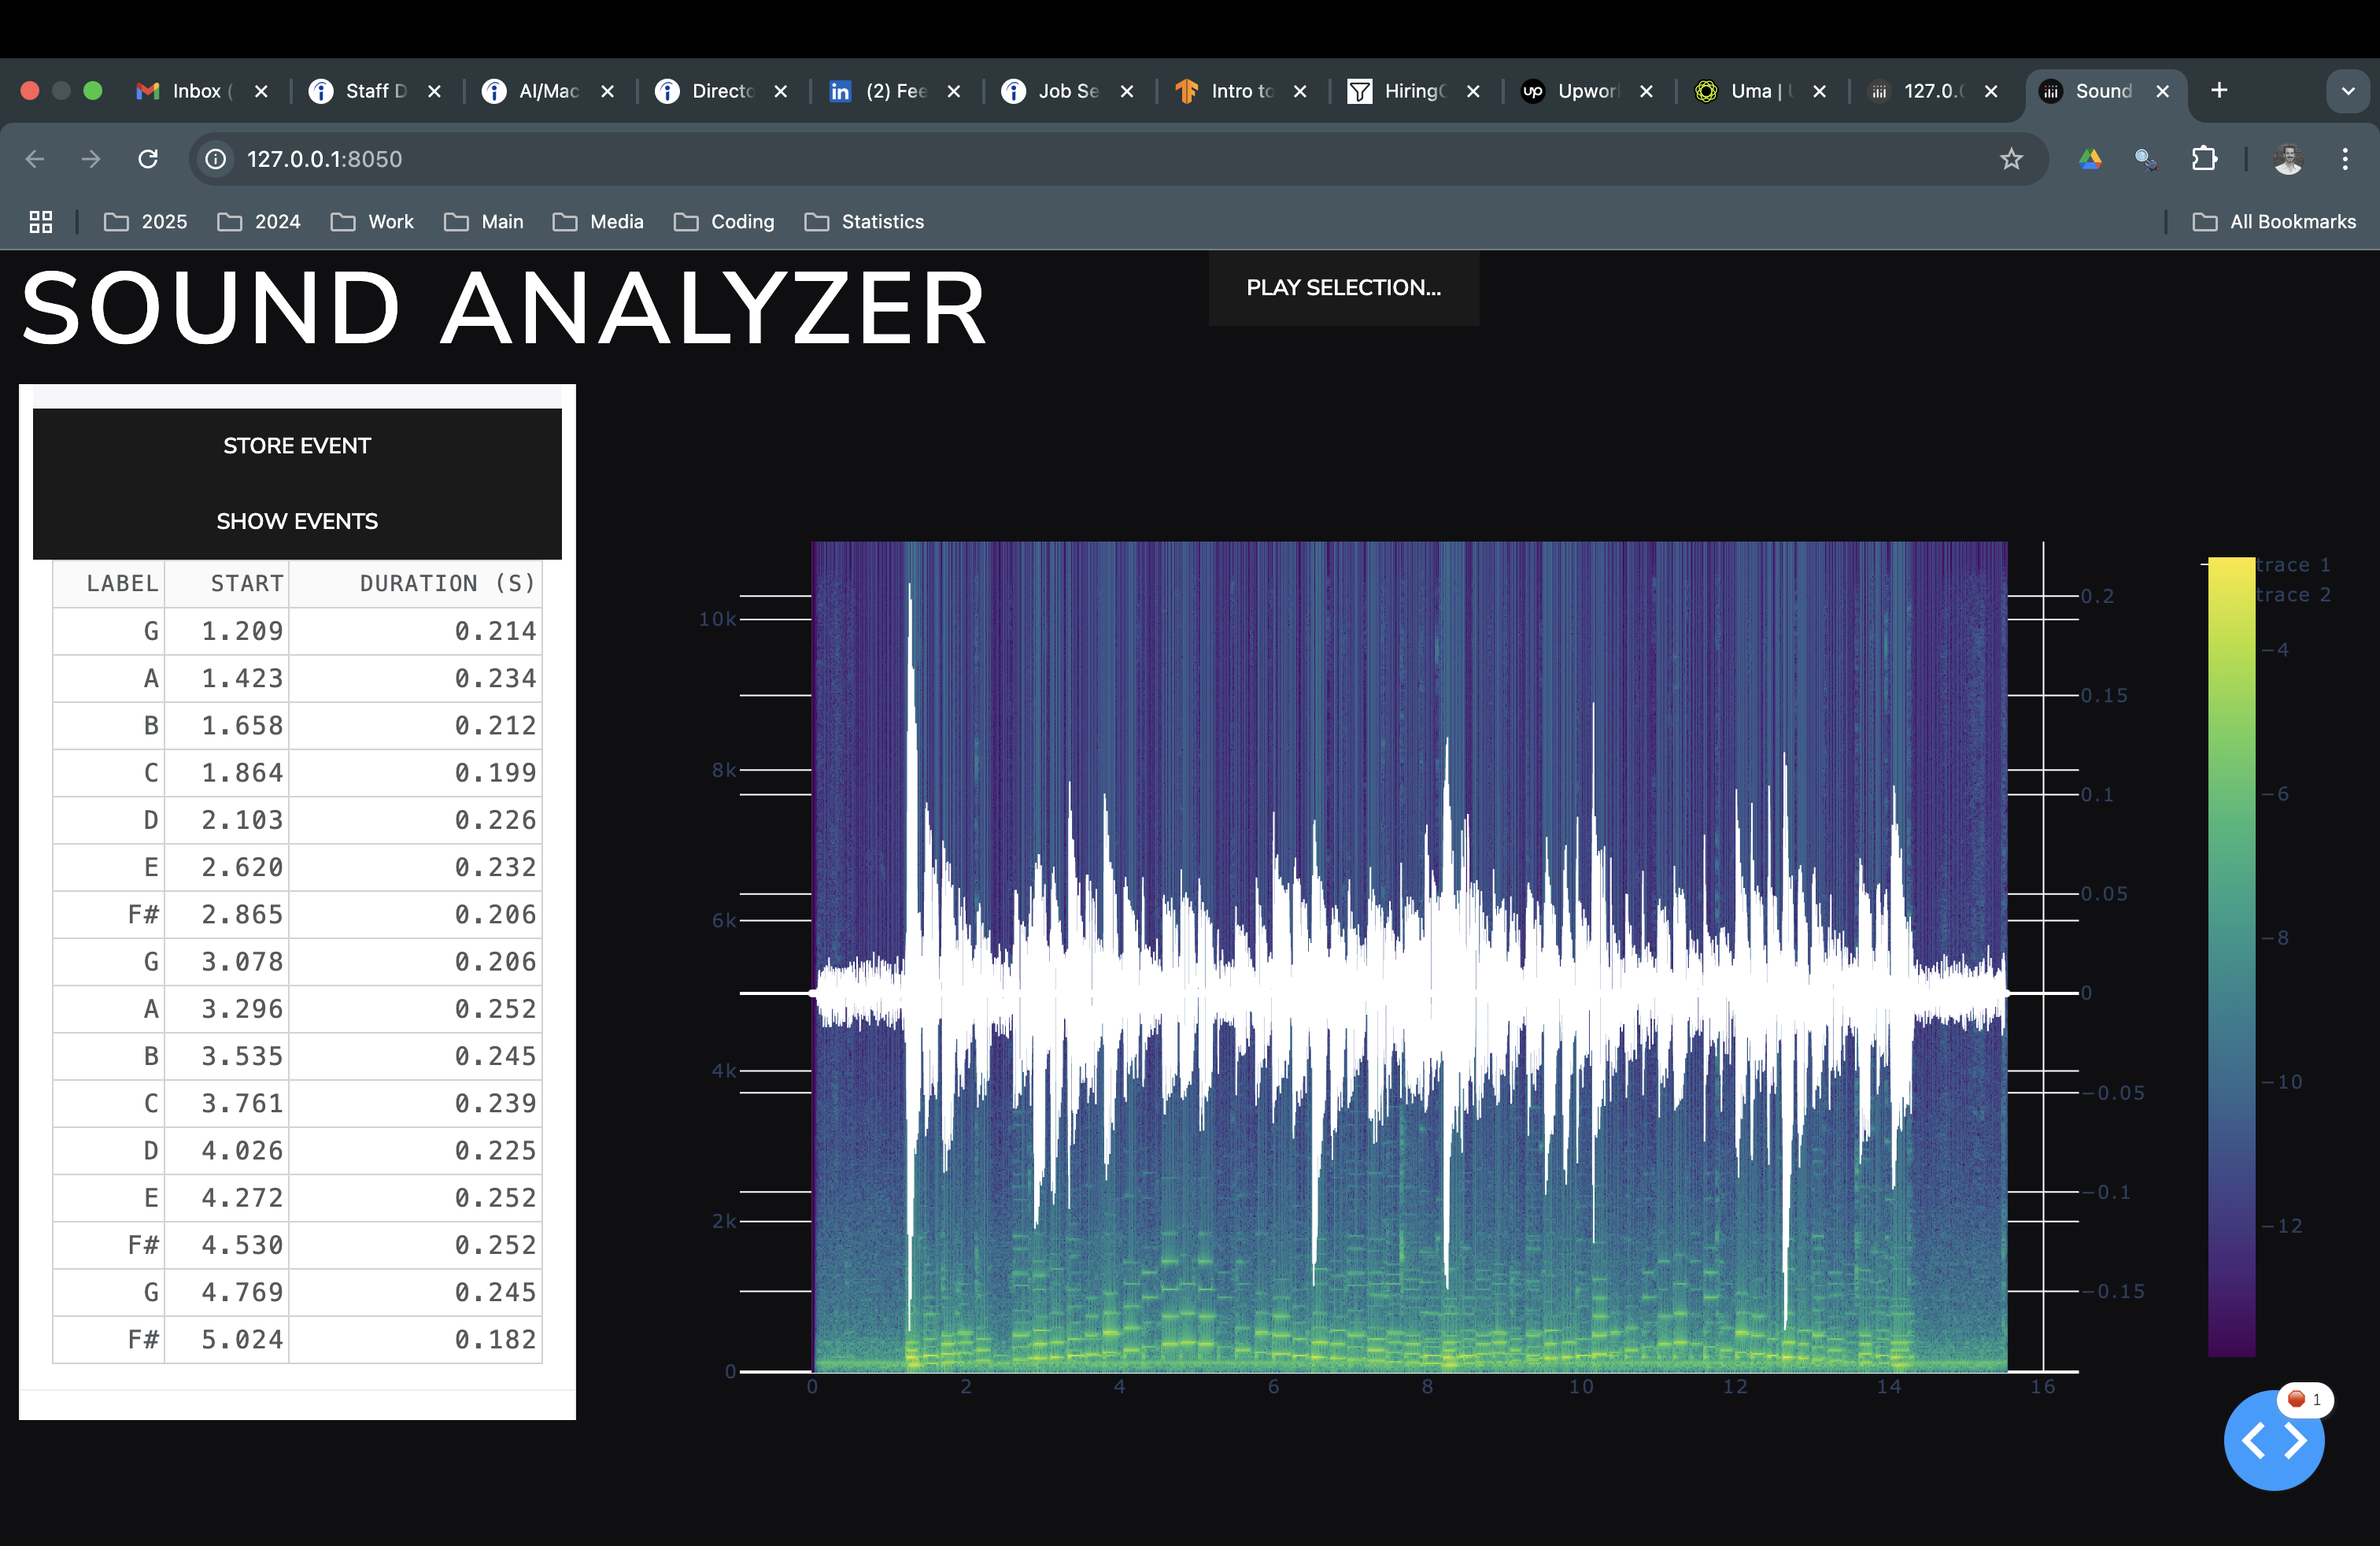 Inbox (
Staff D
AI/Mac
Directo
(2) Fee
Job Se
Intro to
HiringC
Upwor
Uma |
127.0.0
Sound
127.0.0.1:8050
2025
2024
Work
Main
Media
Coding
Statistics
All Bookmarks
SOUND ANALYZER
PLAY SELECTION...
STORE EVENT
SHOW EVENTS
LABEL START DURATION (S)
G 1.209 0.214
A 1.423 0.234
B 1.658 0.212
C 1.864 0.199
D 2.103 0.226
E 2.620 0.232
F# 2.865 0.206
G 3.078 0.206
A 3.296 0.252
B 3.535 0.245
C 3.761 0.239
D 4.026 0.225
E 4.272 0.252
F# 4.530 0.252
G 4.769 0.245
F# 5.024 0.182
10k
8k
6k
4k
2k
0
0 2 4 6 8 10 12 14 16
0.2
0.15
0.1
0.05
0
−0.05
−0.1
−0.15
trace 1
trace 2
−4
−6
−8
−10
−12
1